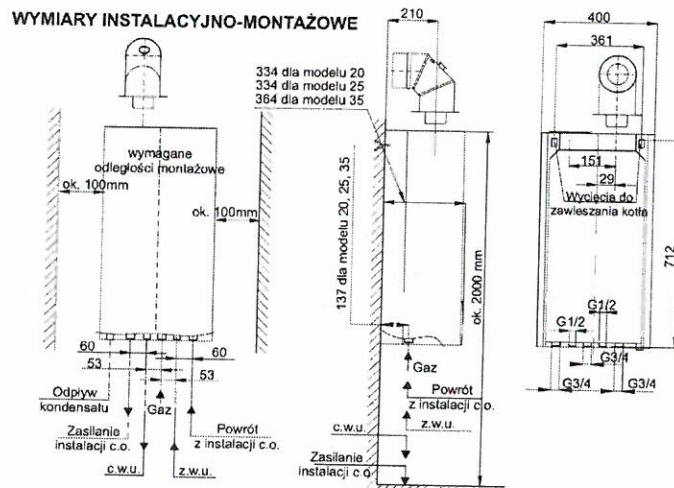 WYMIARY INSTALACYJNO-MONTAŻOWE
wymagane
odległości montażowe
ok. 100mm
ok. 100mm
60
60
53
53
Odpływ
kondensatu
Gaz
Zasilanie
instalacji c.o.
Powrót
z instalacji c.o.
c.w.u.
z.w.u.
210
334 dla modelu 20
334 dla modelu 25
364 dla modelu 35
137 dla modelu 20, 25, 35
ok. 2000 mm
Gaz
Powrót
z instalacji c.o.
c.w.u.
z.w.u.
Zasilanie
instalacji c.o.
400
361
151
29
Wycięcia do
zawieszania kotła
712
G1/2
G1/2
G3/4
G3/4
G3/4